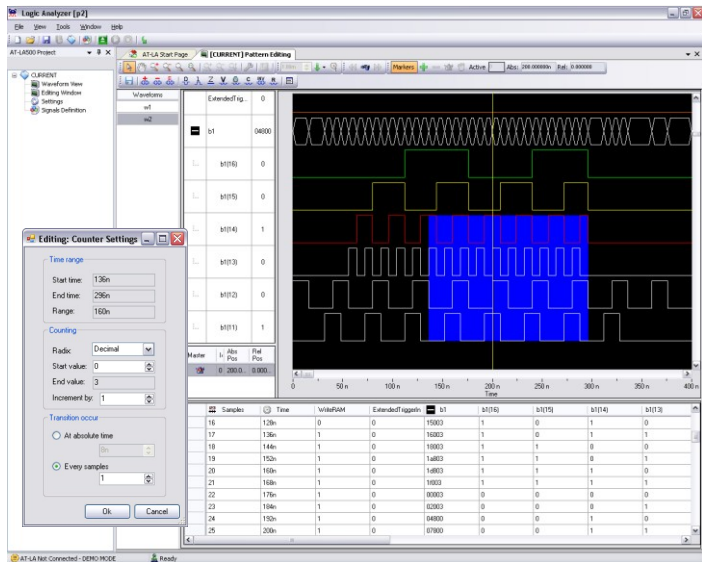 Logic Analyzer [p2]
File View Tools Window Help
AT-LA500 Project
AT-LA Start Page [CURRENT] Pattern Editing
Markers Active Abs: 200.000000n Rel: 0.000000
CURRENT
Waveform View
Editing Window
Settings
Signals Definition
Waveforms
w1
w2
ExtendedTrig... 0
b1 04800
b1(16) 0
b1(15) 0
b1(14) 1
b1(13) 0
b1(12) 0
b1(11) 1
Master Abs Pos Rel Pos
0 200.0... 0.000...
0 50 n 100 n 150 n 200 n 250 n 300 n 350 n 400 n
Time
Editing: Counter Settings
Time range
Start time: 136n
End time: 296n
Range: 160n
Counting
Radix: Decimal
Start value: 0
End value: 3
Increment by: 1
Transition occur
At absolute time
8n
Every samples
1
Ok Cancel
Samples Time WriteRAM ExtendedTriggerIn b1 b1(16) b1(15) b1(14) b1(13)
16 128n 0 0 15003 1 0 1 0
17 136n 1 0 16003 1 0 1 1
18 144n 1 0 18003 1 1 0 0
19 152n 1 0 1a003 1 1 0 1
20 160n 1 0 1d803 1 1 1 0
21 168n 1 0 1f803 1 1 1 1
22 176n 1 0 00003 0 0 0 0
23 184n 1 0 02003 0 0 0 1
24 192n 1 0 04800 0 0 1 0
25 200n 1 0 07800 0 0 1 1
AT-LA Not Connected - DEMO MODE Ready